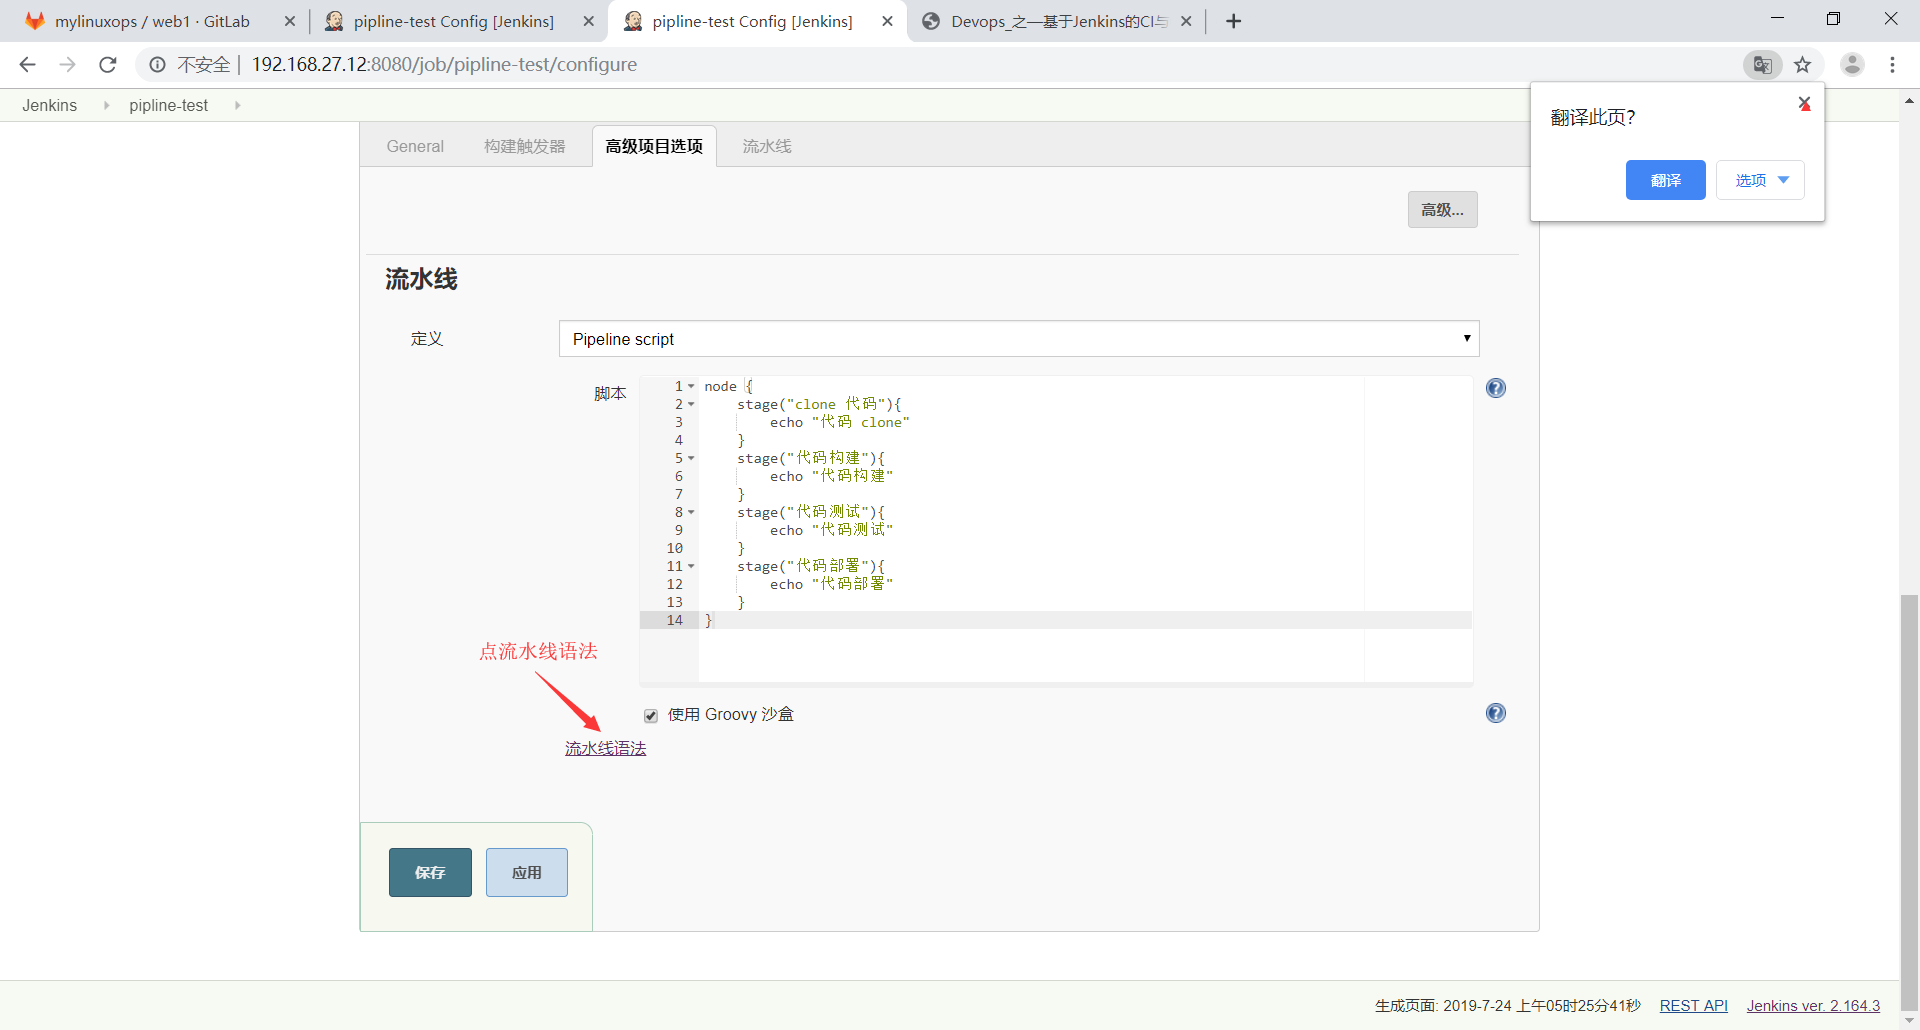 mylinuxops / web1 · GitLab
pipline-test Config [Jenkins]
pipline-test Config [Jenkins]
Devops_之—基于Jenkins的CI与
不安全 | 192.168.27.12:8080/job/pipline-test/configure
Jenkins
pipline-test
翻译此页?
翻译
选项
General
构建触发器
高级项目选项
流水线
高级...
流水线
定义
Pipeline script
脚本
1 node {
2 stage("clone 代码"){
3 echo "代码 clone"
4 }
5 stage("代码构建"){
6 echo "代码构建"
7 }
8 stage("代码测试"){
9 echo "代码测试"
10 }
11 stage("代码部署"){
12 echo "代码部署"
13 }
14 }
点流水线语法
使用 Groovy 沙盒
流水线语法
保存
应用
生成页面: 2019-7-24 上午05时25分41秒
REST API
Jenkins ver. 2.164.3